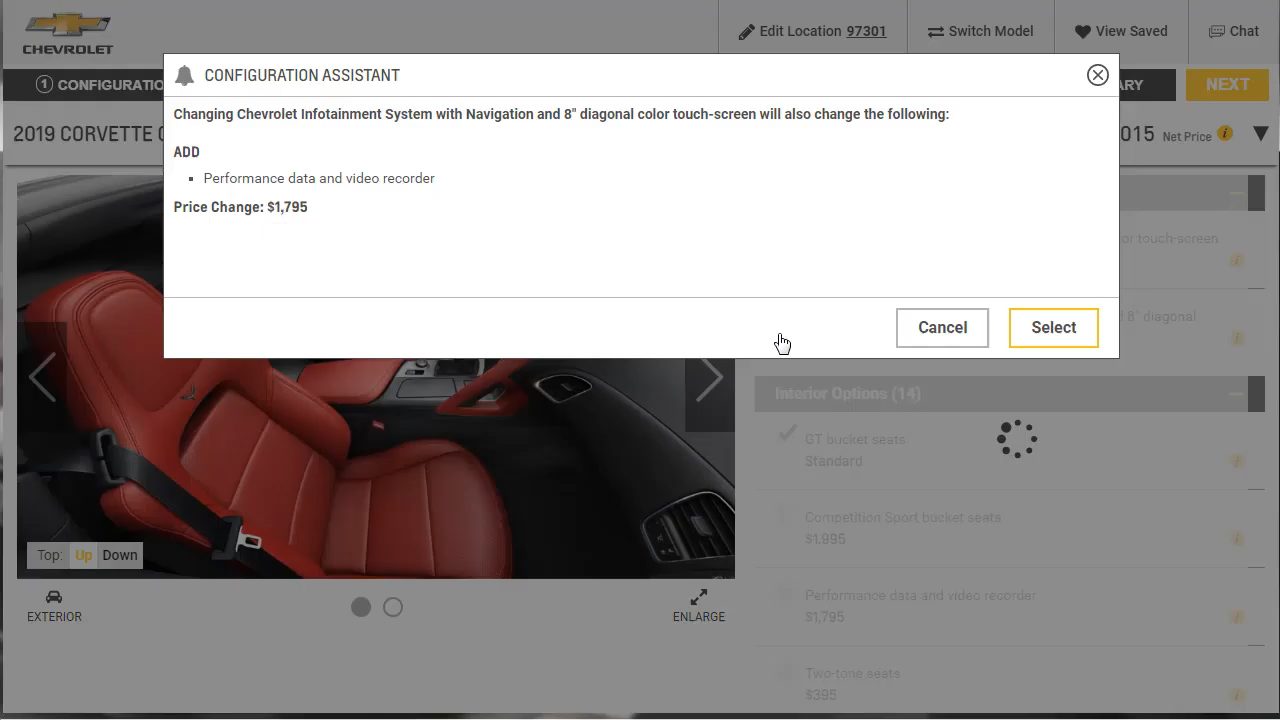 CHEVROLET
Edit Location 97301
Switch Model
View Saved
Chat
1 CONFIGURATIO
ARY
NEXT
2019 CORVETTE
015 Net Price i
CONFIGURATION ASSISTANT
Changing Chevrolet Infotainment System with Navigation and 8" diagonal color touch-screen will also change the following:
ADD
▪ Performance data and video recorder
Price Change: $1,795
Cancel
Select
or touch-screen
8" diagonal
Interior Options (14)
GT bucket seats
Standard
Competition Sport bucket seats
$1,995
Performance data and video recorder
$1,795
Two-tone seats
$395
Top: Up Down
EXTERIOR
ENLARGE